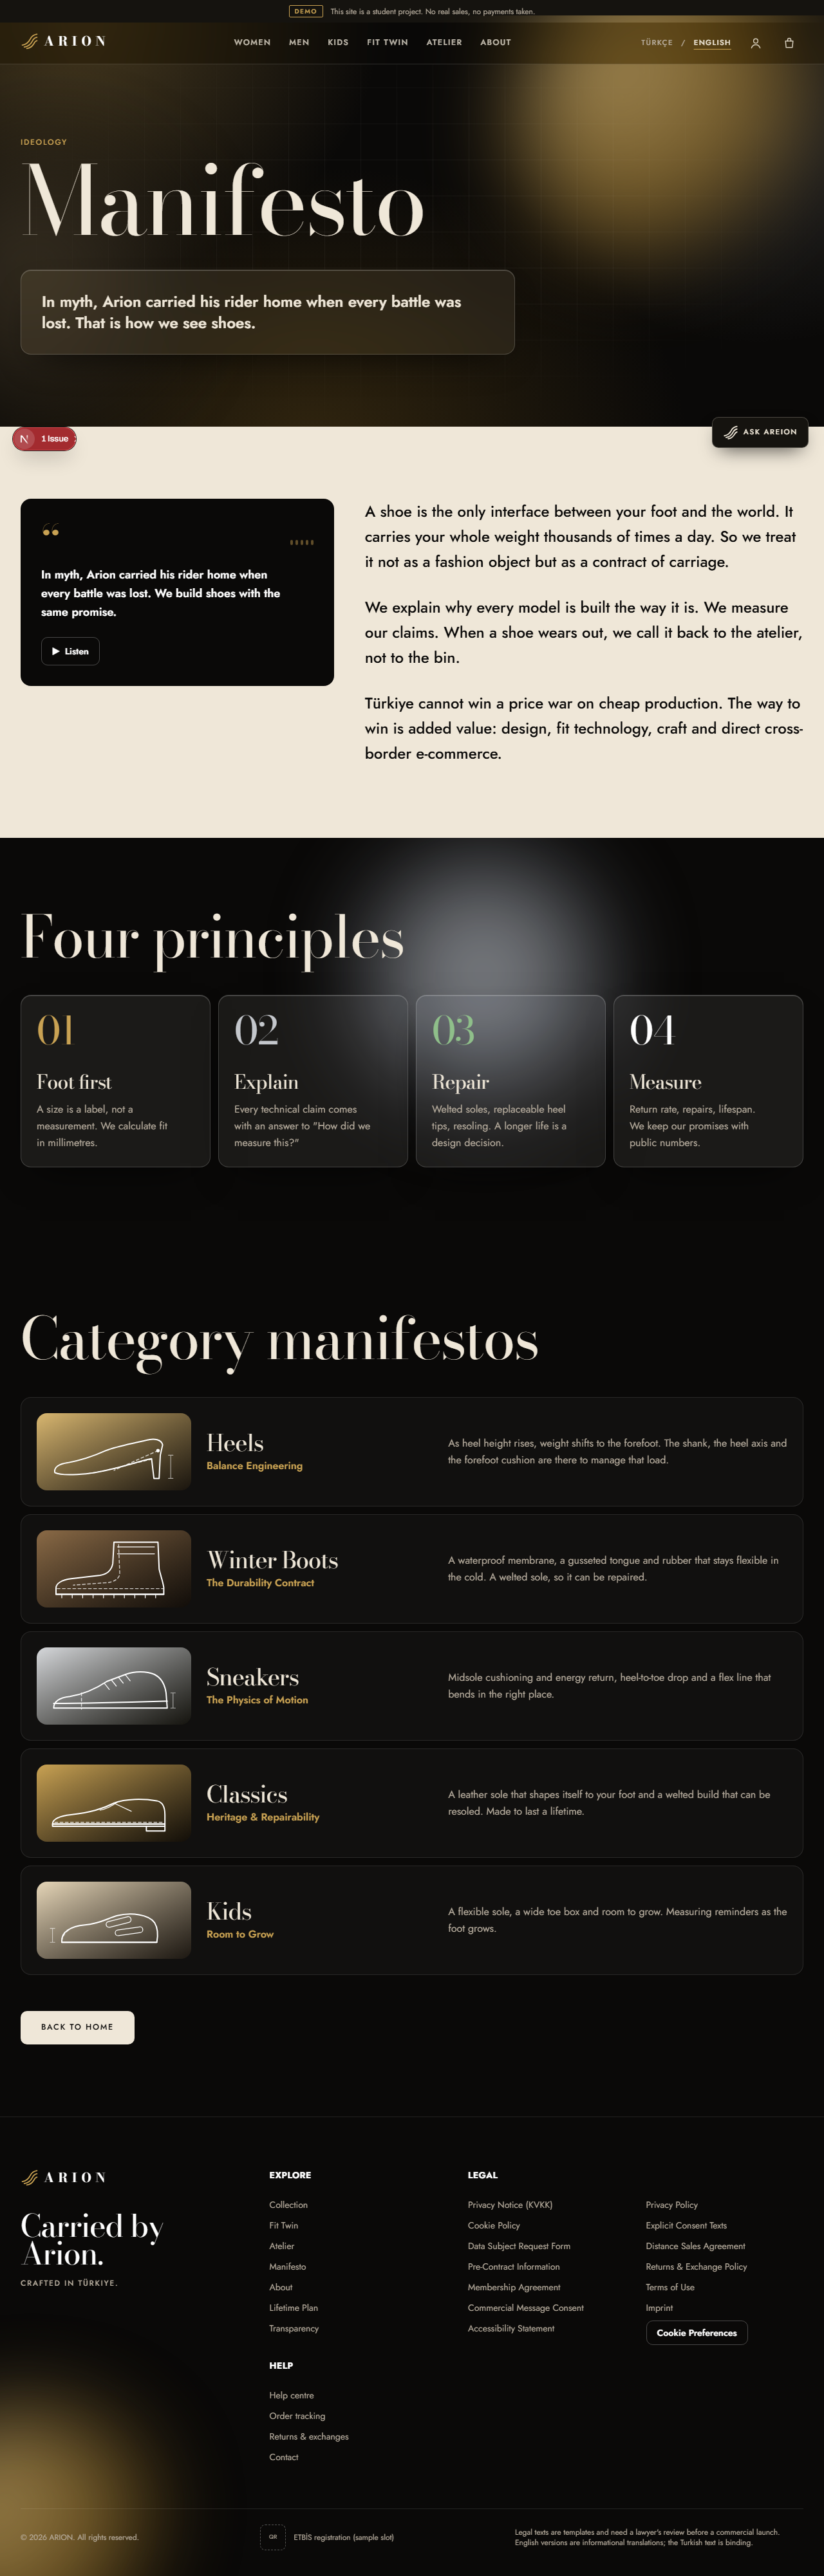 DEMO This site is a student project. No real sales, no payments taken.
ARION WOMEN MEN KIDS FIT TWIN ATELIER ABOUT TÜRKÇE / ENGLISH
IDEOLOGY
Manifesto
In myth, Arion carried his rider home when every battle was
lost. That is how we see shoes.
N 1 Issue
ASK AREION
“
In myth, Arion carried his rider home when
every battle was lost. We build shoes with the
same promise.
Listen
A shoe is the only interface between your foot and the world. It
carries your whole weight thousands of times a day. So we treat
it not as a fashion object but as a contract of carriage.
We explain why every model is built the way it is. We measure
our claims. When a shoe wears out, we call it back to the atelier,
not to the bin.
Türkiye cannot win a price war on cheap production. The way to
win is added value: design, fit technology, craft and direct cross-
border e-commerce.
Four principles
01
Foot first
A size is a label, not a
measurement. We calculate fit
in millimetres.
02
Explain
Every technical claim comes
with an answer to "How did we
measure this?"
03
Repair
Welted soles, replaceable heel
tips, resoling. A longer life is a
design decision.
04
Measure
Return rate, repairs, lifespan.
We keep our promises with
public numbers.
Category manifestos
Heels
Balance Engineering
As heel height rises, weight shifts to the forefoot. The shank, the heel axis and
the forefoot cushion are there to manage that load.
Winter Boots
The Durability Contract
A waterproof membrane, a gusseted tongue and rubber that stays flexible in
the cold. A welted sole, so it can be repaired.
Sneakers
The Physics of Motion
Midsole cushioning and energy return, heel-to-toe drop and a flex line that
bends in the right place.
Classics
Heritage & Repairability
A leather sole that shapes itself to your foot and a welted build that can be
resoled. Made to last a lifetime.
Kids
Room to Grow
A flexible sole, a wide toe box and room to grow. Measuring reminders as the
foot grows.
BACK TO HOME
ARION
Carried by
Arion.
CRAFTED IN TÜRKIYE.
EXPLORE
Collection
Fit Twin
Atelier
Manifesto
About
Lifetime Plan
Transparency
HELP
Help centre
Order tracking
Returns & exchanges
Contact
LEGAL
Privacy Notice (KVKK)
Cookie Policy
Data Subject Request Form
Pre-Contract Information
Membership Agreement
Commercial Message Consent
Accessibility Statement
Privacy Policy
Explicit Consent Texts
Distance Sales Agreement
Returns & Exchange Policy
Terms of Use
Imprint
Cookie Preferences
© 2026 ARION. All rights reserved.
QR
ETBİS registration (sample slot)
Legal texts are templates and need a lawyer's review before a commercial launch.
English versions are informational translations; the Turkish text is binding.